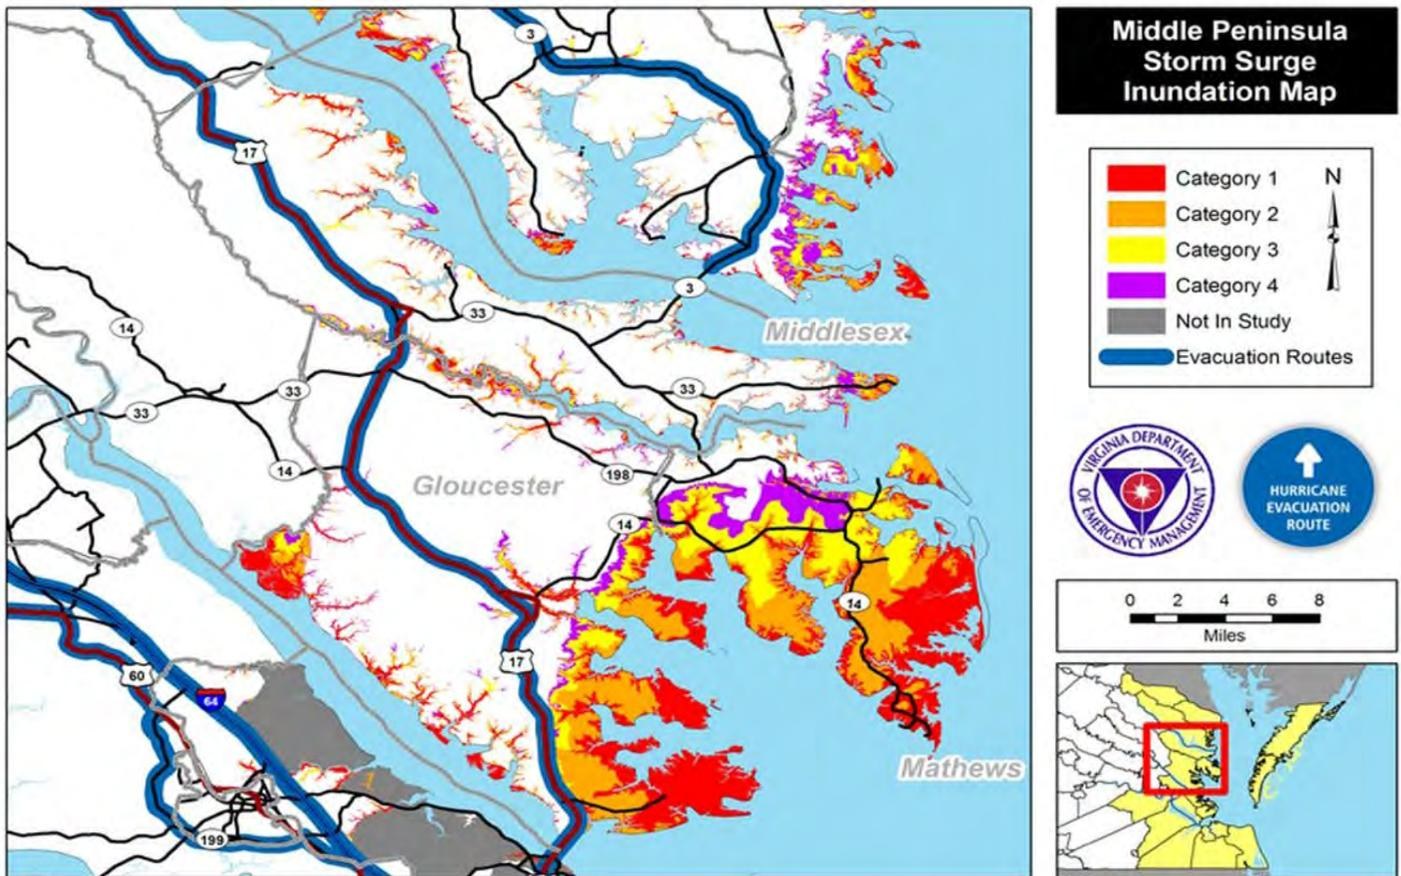 Middle Peninsula
Storm Surge
Inundation Map
Category 1
Category 2
Category 3
Category 4
Not In Study
Evacuation Routes
N
VIRGINIA DEPARTMENT
OF EMERGENCY MANAGEMENT
HURRICANE
EVACUATION
ROUTE
0 2 4 6 8
Miles
3
17
3
33
14
Middlesex
33
33
33
14
198
Gloucester
14
14
17
60
64
Mathews
199